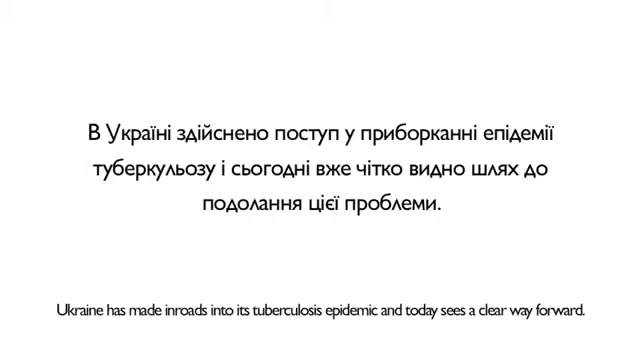 В Україні здійснено поступ у приборканні епідемії
туберкульозу і сьогодні вже чітко видно шлях до
подолання цієї проблеми.
Ukraine has made inroads into its tuberculosis epidemic and today sees a clear way forward.